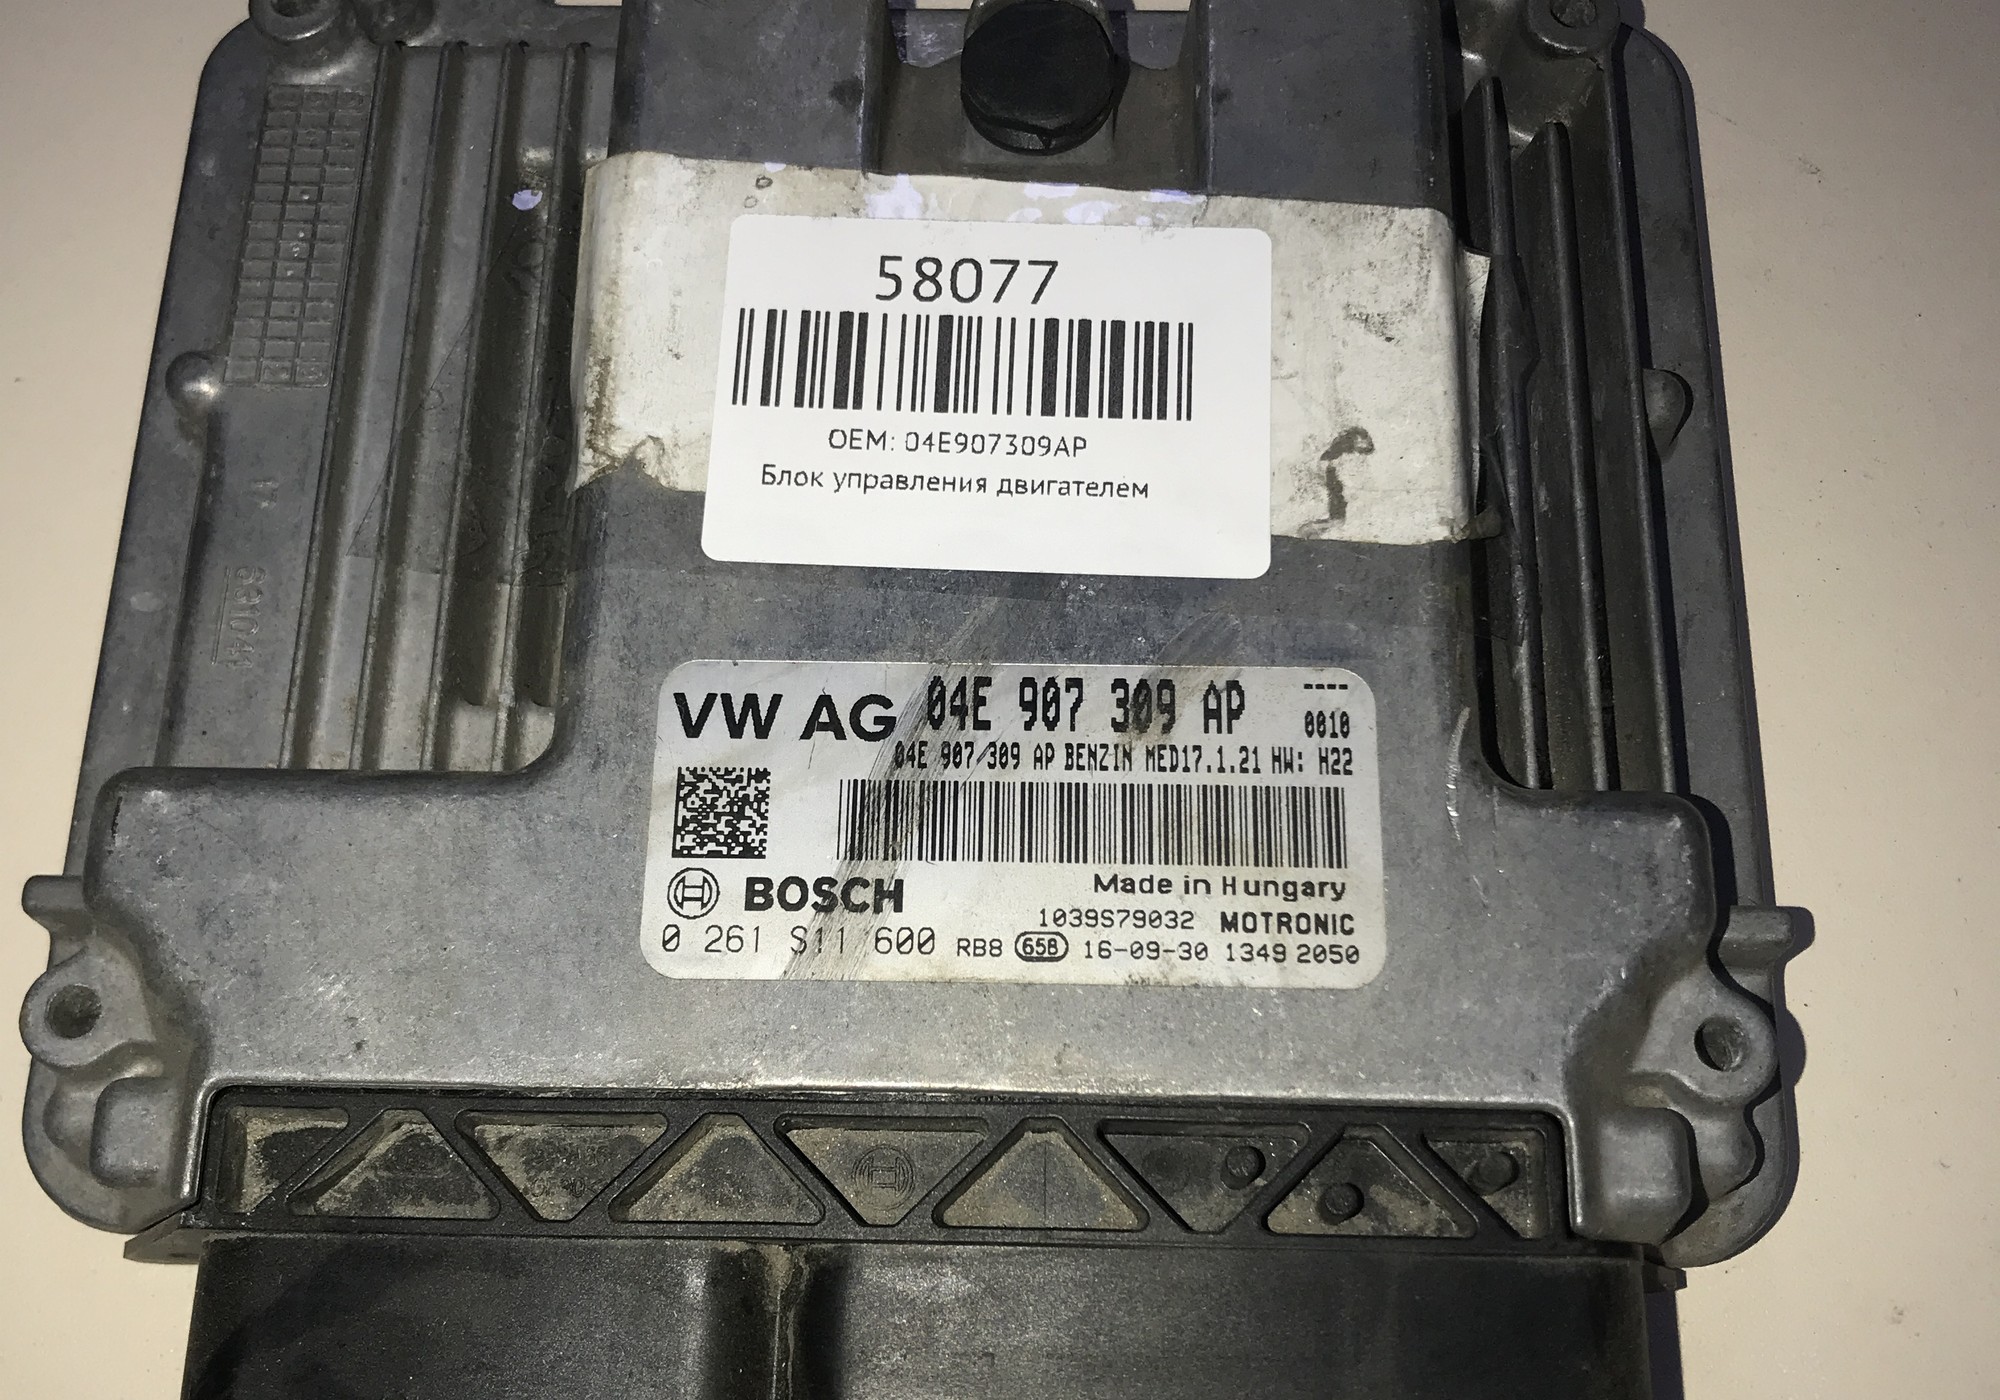 58077
OEM: 04E907309AP
Блок управления двигателем
VW AG 04E 907 309 AP ----
0010
04E 907/309 AP BENZIN MED17.1.21 HW: H22
BOSCH
Made in Hungary
1039S79032 MOTRONIC
0 261 S11 600 RB8 65B 16-09-30 1349 2050